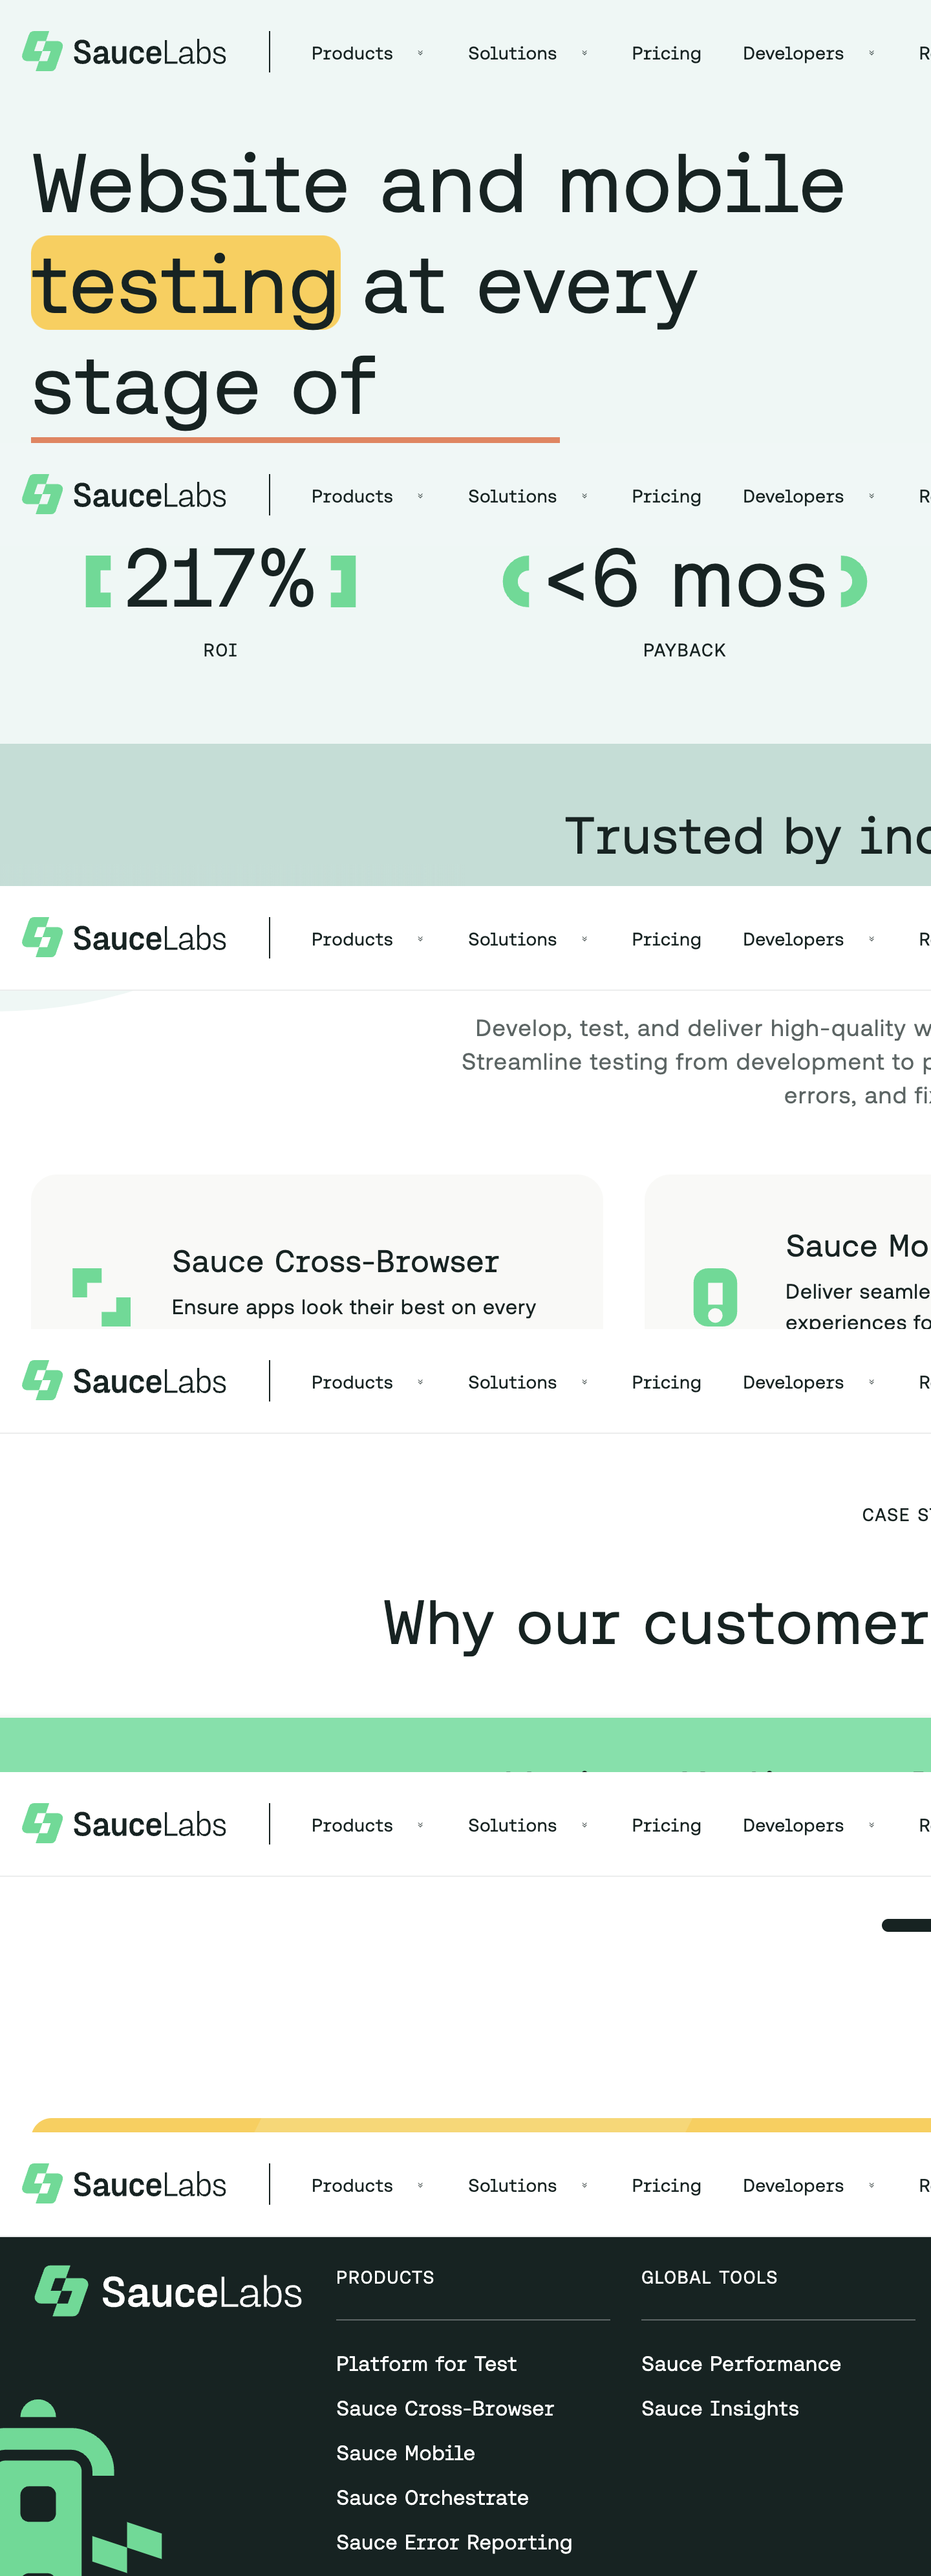 SauceLabs Products Solutions Pricing Developers
Website and mobile
testing at every
stage of
SauceLabs Products Solutions Pricing Developers
217% <6 mos
ROI PAYBACK
Trusted by
SauceLabs Products Solutions Pricing Developers
Develop, test, and deliver high-quality
Streamline testing from development to
errors, and
Sauce Cross-Browser
Ensure apps look their best on every
Sauce
Deliver
experiences
SauceLabs Products Solutions Pricing Developers
CASE
Why our customer
SauceLabs Products Solutions Pricing Developers
SauceLabs Products Solutions Pricing Developers
SauceLabs
PRODUCTS
Platform for Test
Sauce Cross-Browser
Sauce Mobile
Sauce Orchestrate
Sauce Error Reporting
GLOBAL TOOLS
Sauce Performance
Sauce Insights